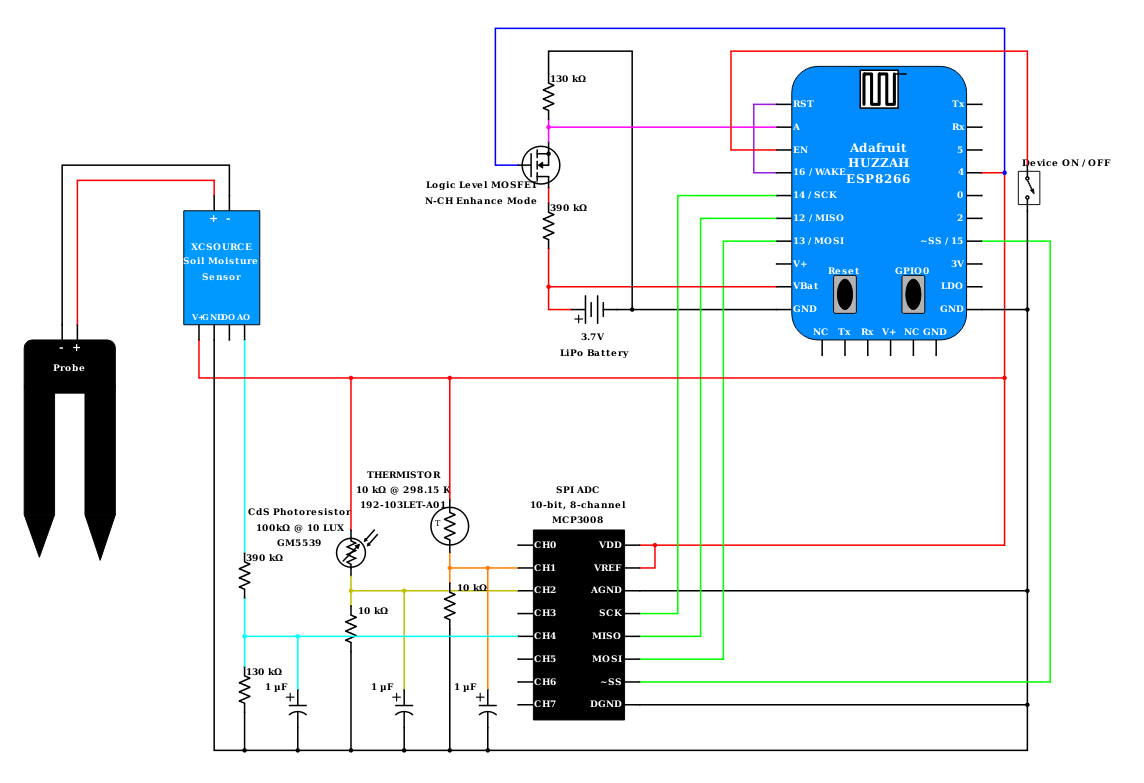 130 kΩ
Logic Level MOSFET
N-CH Enhance Mode
390 kΩ
+
3.7V
LiPo Battery
RST
A
EN
16 / WAKE
14 / SCK
12 / MISO
13 / MOSI
V+
VBat
GND
Adafruit
HUZZAH
ESP8266
Reset
GPIO0
Tx
Rx
5
4
0
2
~SS / 15
3V
LDO
GND
NC Tx Rx V+ NC GND
Device ON / OFF
+ -
XCSOURCE
Soil Moisture
Sensor
V+ GND DO AO
- +
Probe
THERMISTOR
10 kΩ @ 298.15 K
192-103LET-A01
T
CdS Photoresistor
100kΩ @ 10 LUX
GM5539
390 kΩ
10 kΩ
10 kΩ
130 kΩ
1 µF
+
1 µF
+
1 µF
+
SPI ADC
10-bit, 8-channel
MCP3008
CH0 VDD
CH1 VREF
CH2 AGND
CH3 SCK
CH4 MISO
CH5 MOSI
CH6 ~SS
CH7 DGND